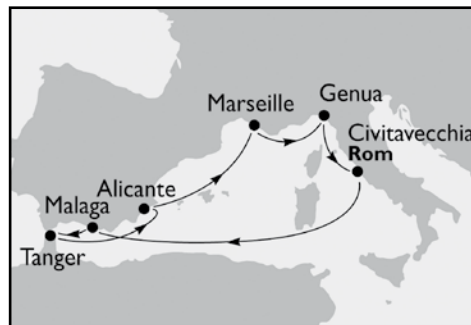 Genua
Marseille
Civitavecchia
Rom
Alicante
Malaga
Tanger